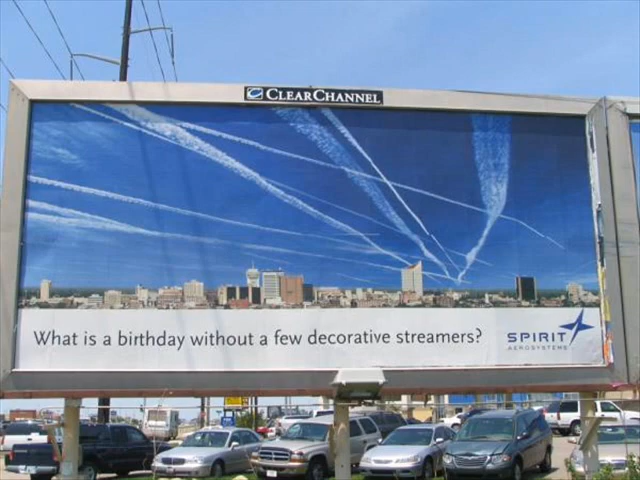 CLEARCHANNEL
What is a birthday without a few decorative streamers?
SPIRIT
AEROSYSTEMS